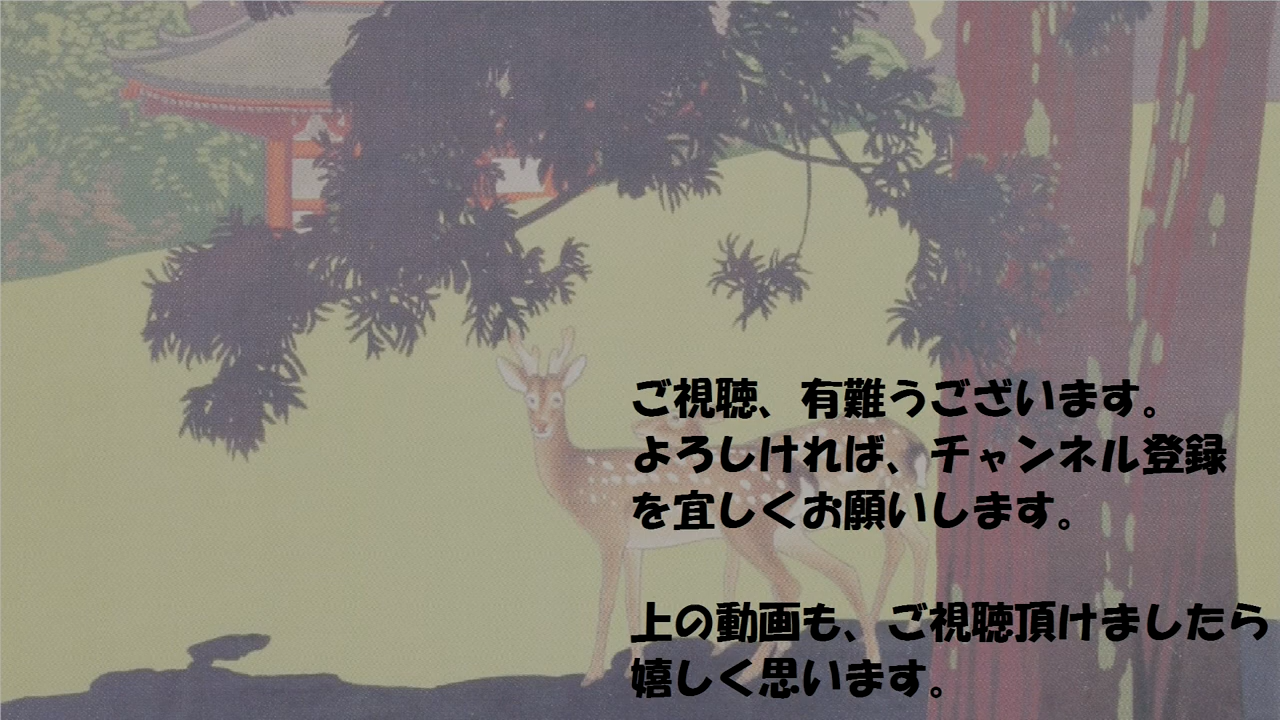 ご視聴、有難うございます。
よろしければ、チャンネル登録
を宜しくお願いします。
上の動画も、ご視聴頂けましたら
嬉しく思います。